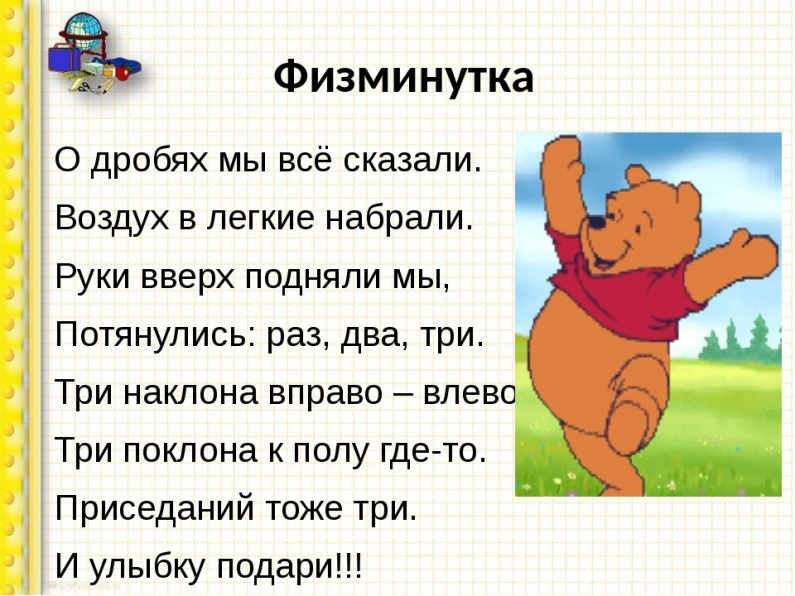 Физминутка
О дробях мы всё сказали.
Воздух в легкие набрали.
Руки вверх подняли мы,
Потянулись: раз, два, три.
Три наклона вправо – влево
Три поклона к полу где-то.
Приседаний тоже три.
И улыбку подари!!!